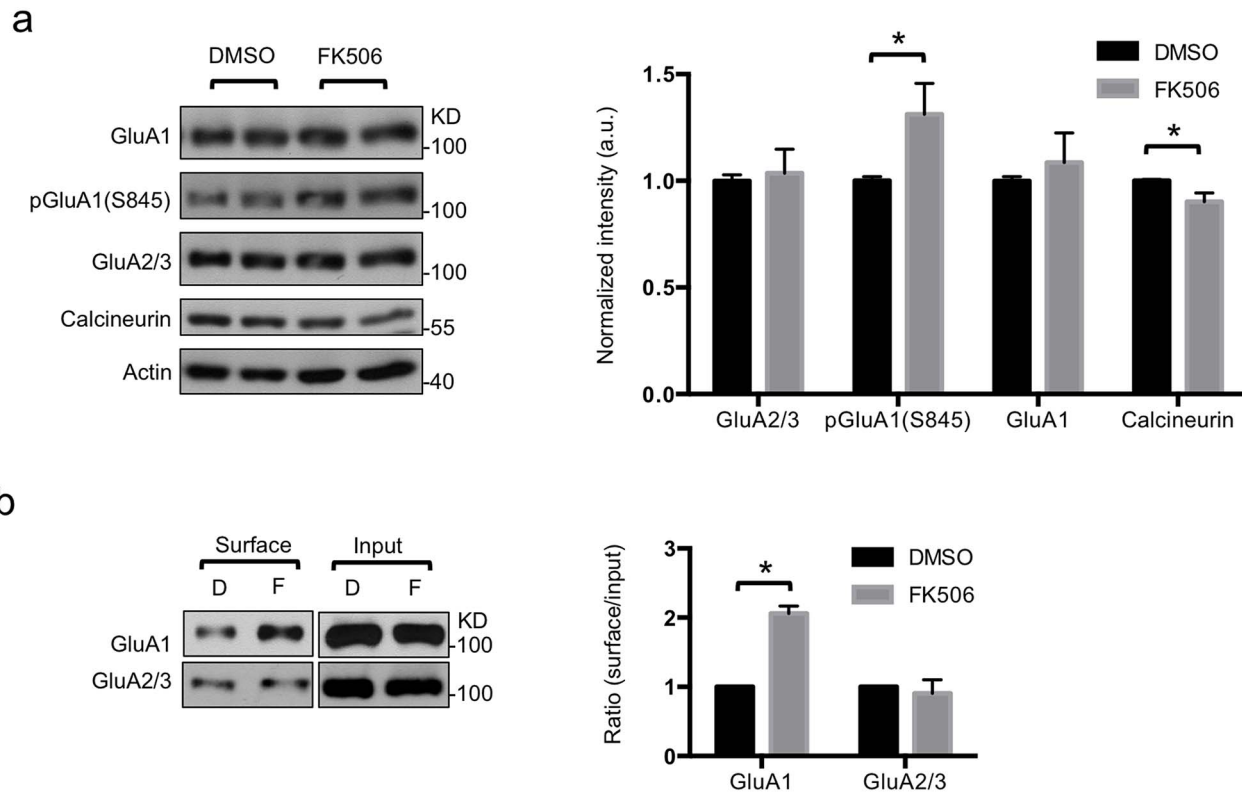 a
DMSO FK506
KD
GluA1
-100
pGluA1(S845)
-100
GluA2/3
-100
Calcineurin
-55
Actin
-40
*
*
DMSO
FK506
Normalized intensity (a.u.)
1.5
1.0
0.5
0.0
GluA2/3 pGluA1(S845) GluA1 Calcineurin
b
Surface Input
D F D F
KD
GluA1
-100
GluA2/3
-100
*
DMSO
FK506
Ratio (surface/input)
3
2
1
0
GluA1 GluA2/3